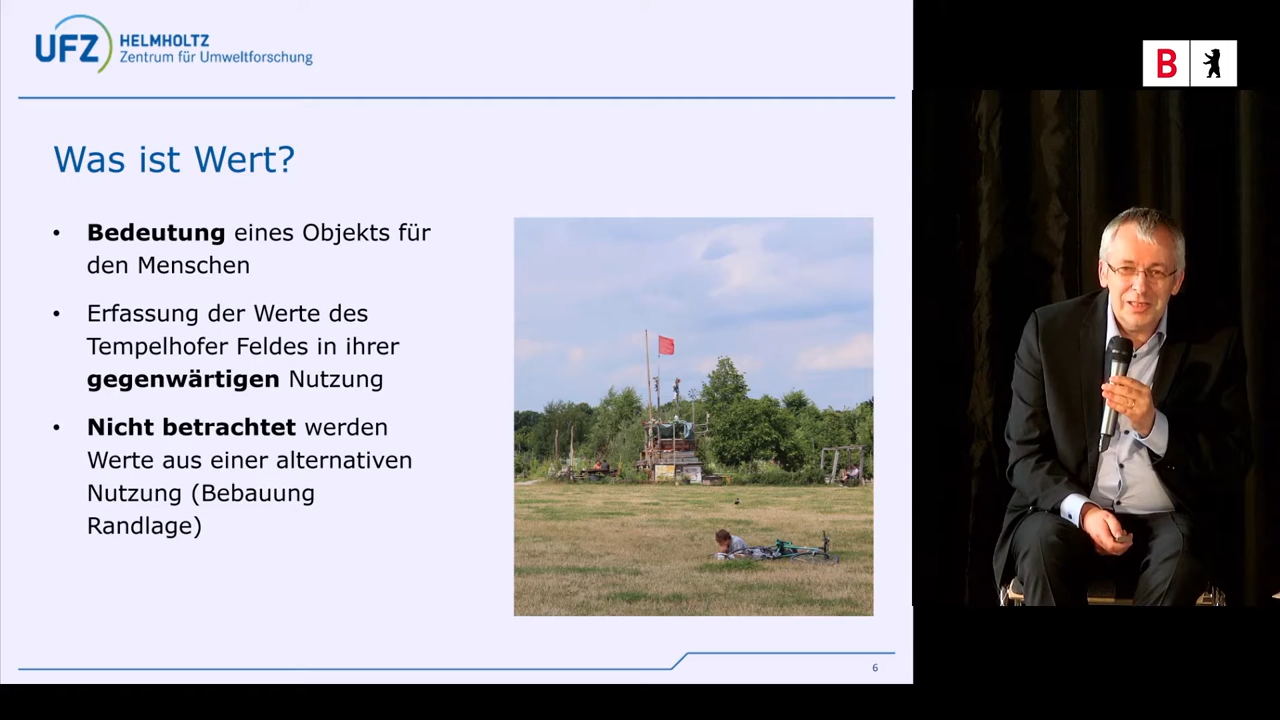 UFZ
HELMHOLTZ
Zentrum für Umweltforschung
B
Was ist Wert?
• Bedeutung eines Objekts für
den Menschen
• Erfassung der Werte des
Tempelhofer Feldes in ihrer
gegenwärtigen Nutzung
• Nicht betrachtet werden
Werte aus einer alternativen
Nutzung (Bebauung
Randlage)
6